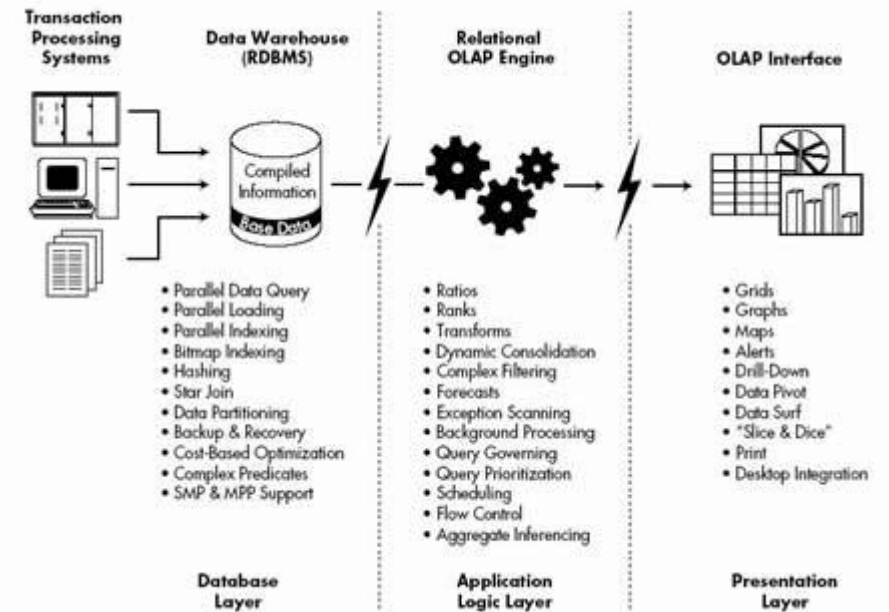 Transaction
Processing
Systems
Data Warehouse
(RDBMS)
Relational
OLAP Engine
OLAP Interface
Compiled
Information
Base Data
• Parallel Data Query
• Parallel Loading
• Parallel Indexing
• Bitmap Indexing
• Hashing
• Star Join
• Data Partitioning
• Backup & Recovery
• Cost-Based Optimization
• Complex Predicates
• SMP & MPP Support
• Ratios
• Ranks
• Transforms
• Dynamic Consolidation
• Complex Filtering
• Forecasts
• Exception Scanning
• Background Processing
• Query Governing
• Query Prioritization
• Scheduling
• Flow Control
• Aggregate Inferencing
• Grids
• Graphs
• Maps
• Alerts
• Drill-Down
• Data Pivot
• Data Surf
• "Slice & Dice"
• Print
• Desktop Integration
Database
Layer
Application
Logic Layer
Presentation
Layer